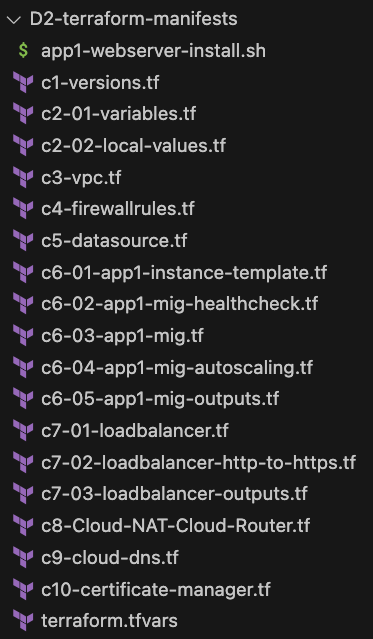 D2-terraform-manifests
$ app1-webserver-install.sh
c1-versions.tf
c2-01-variables.tf
c2-02-local-values.tf
c3-vpc.tf
c4-firewallrules.tf
c5-datasource.tf
c6-01-app1-instance-template.tf
c6-02-app1-mig-healthcheck.tf
c6-03-app1-mig.tf
c6-04-app1-mig-autoscaling.tf
c6-05-app1-mig-outputs.tf
c7-01-loadbalancer.tf
c7-02-loadbalancer-http-to-https.tf
c7-03-loadbalancer-outputs.tf
c8-Cloud-NAT-Cloud-Router.tf
c9-cloud-dns.tf
c10-certificate-manager.tf
terraform.tfvars